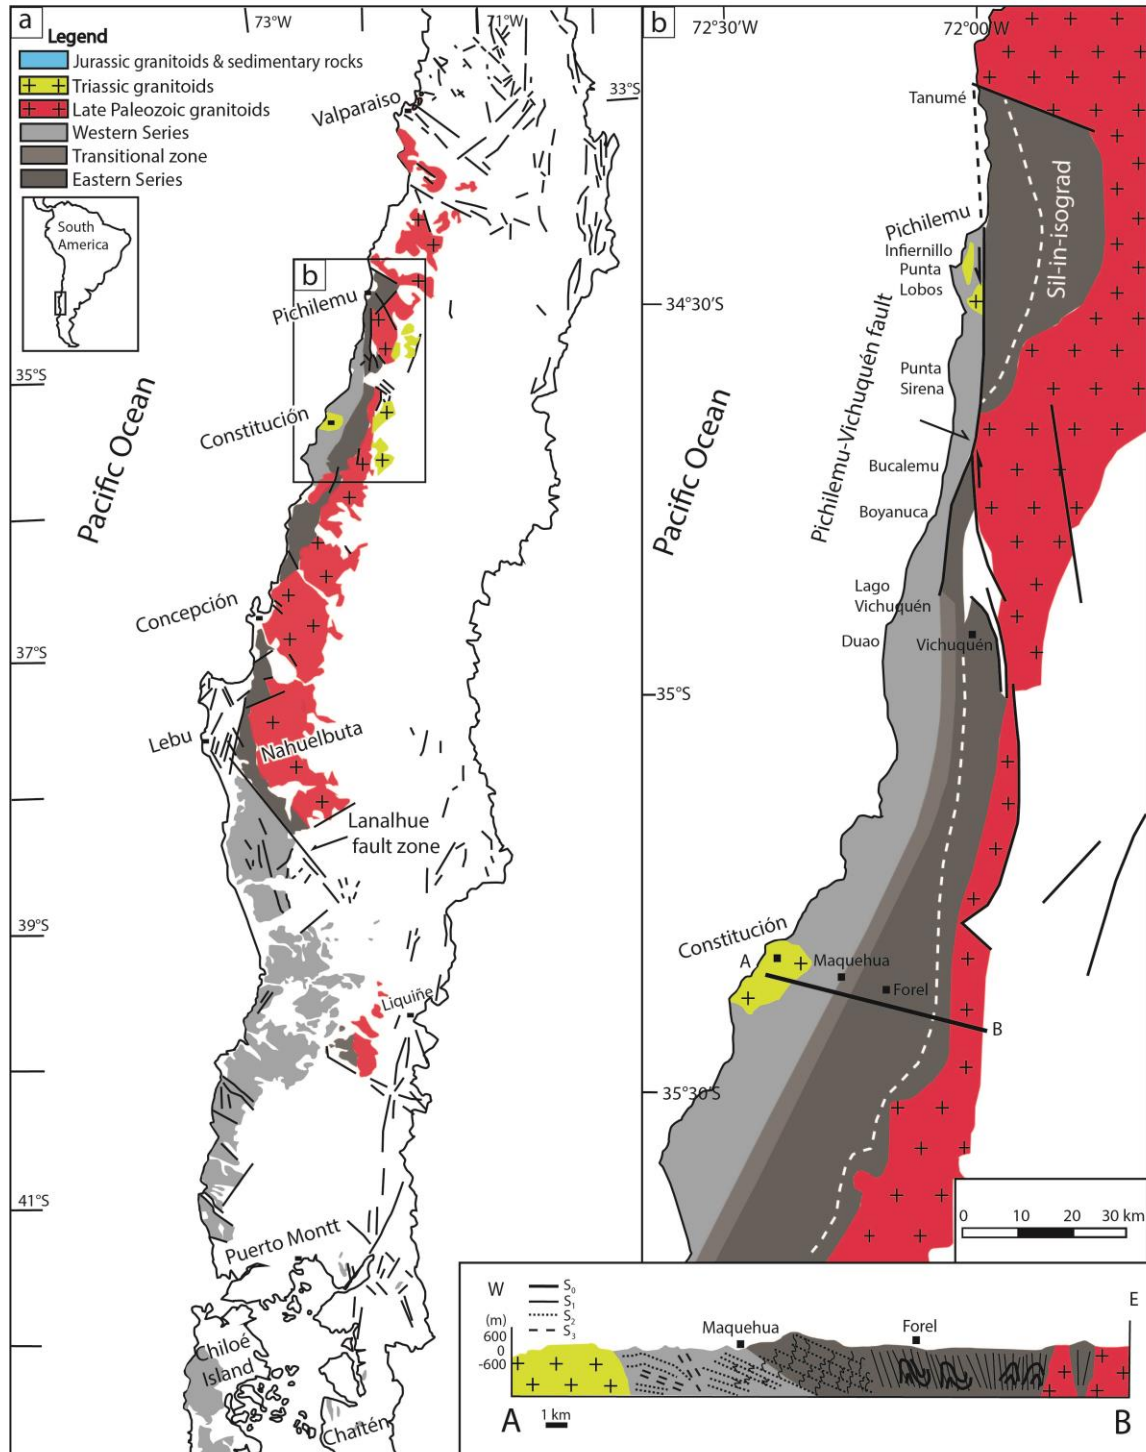 a
73°W
71°W
Legend
Jurassic granitoids & sedimentary rocks
Triassic granitoids
Late Paleozoic granitoids
Western Series
Transitional zone
Eastern Series
South
America
Valparaiso
33°S
b
Pichilemu
35°S
Constitución
Pacific Ocean
Concepción
37°S
Lebu
Nahuelbuta
Lanalhue
fault zone
39°S
Liquiñe
41°S
Puerto Montt
Chiloé
Island
Chaitén
b
72°30'W
72°00'W
Tanumé
Sil-in-isograd
Pichilemu
Infiernillo
Punta
Lobos
34°30'S
Pichilemu-Vichuquén fault
Punta
Sirena
Pacific Ocean
Bucalemu
Boyanuca
Lago
Vichuquén
Duao
Vichuquén
35°S
Constitución
A
Maquehua
Forel
B
35°30'S
0 10 20 30 km
W
S0
S1
S2
S3
E
(m)
600
0
-600
Maquehua
Forel
A
1 km
B